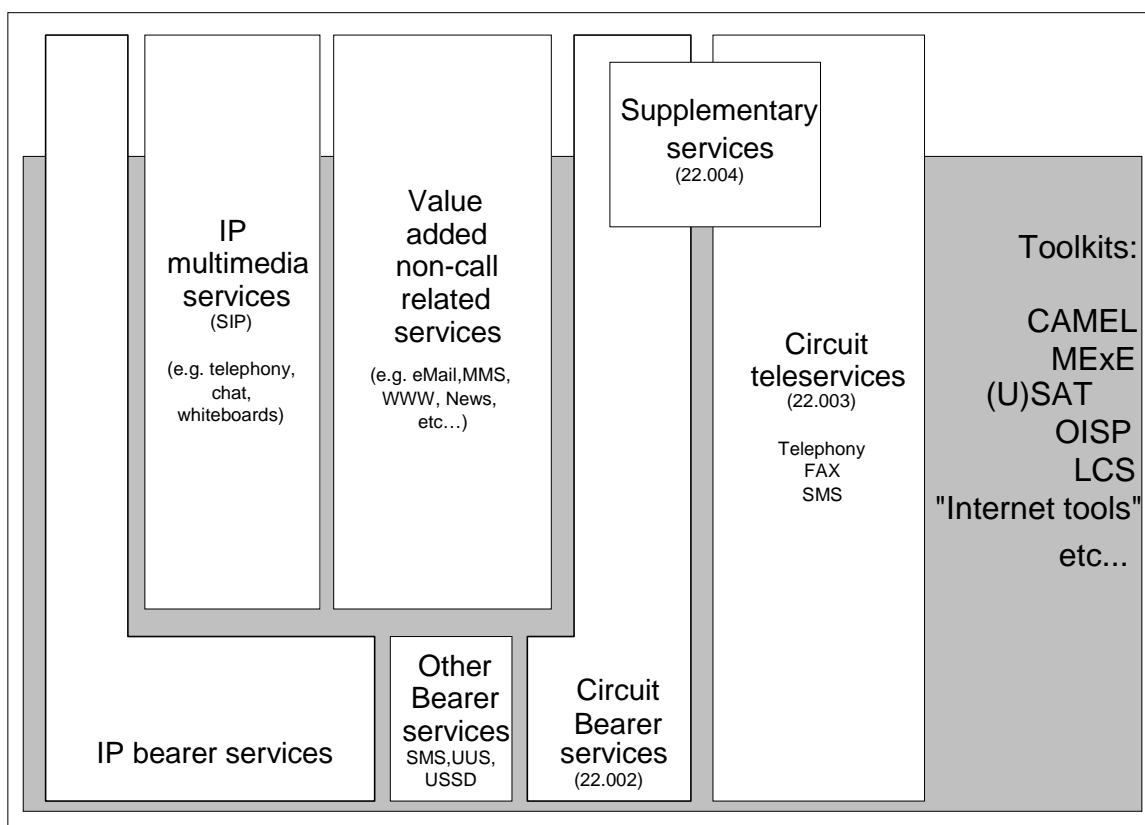 Supplementary
services
(22.004)
IP
multimedia
services
(SIP)
(e.g. telephony,
chat,
whiteboards)
Value
added
non-call
related
services
(e.g. eMail,MMS,
WWW, News,
etc…)
Circuit
teleservices
(22.003)
Telephony
FAX
SMS
Toolkits:
CAMEL
MExE
(U)SAT
OISP
LCS
"Internet tools"
etc...
IP bearer services
Other
Bearer
services
SMS,UUS,
USSD
Circuit
Bearer
services
(22.002)